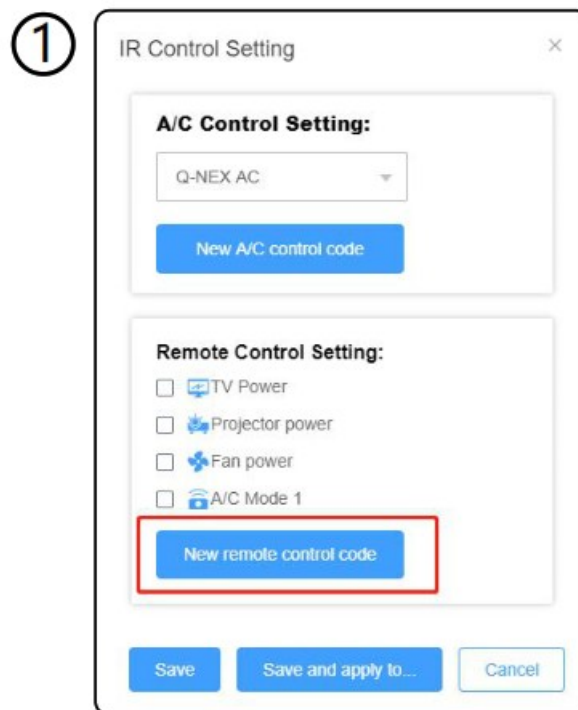 ①
IR Control Setting
A/C Control Setting:
Q-NEX AC
New A/C control code
Remote Control Setting:
TV Power
Projector power
Fan power
A/C Mode 1
New remote control code
Save
Save and apply to...
Cancel